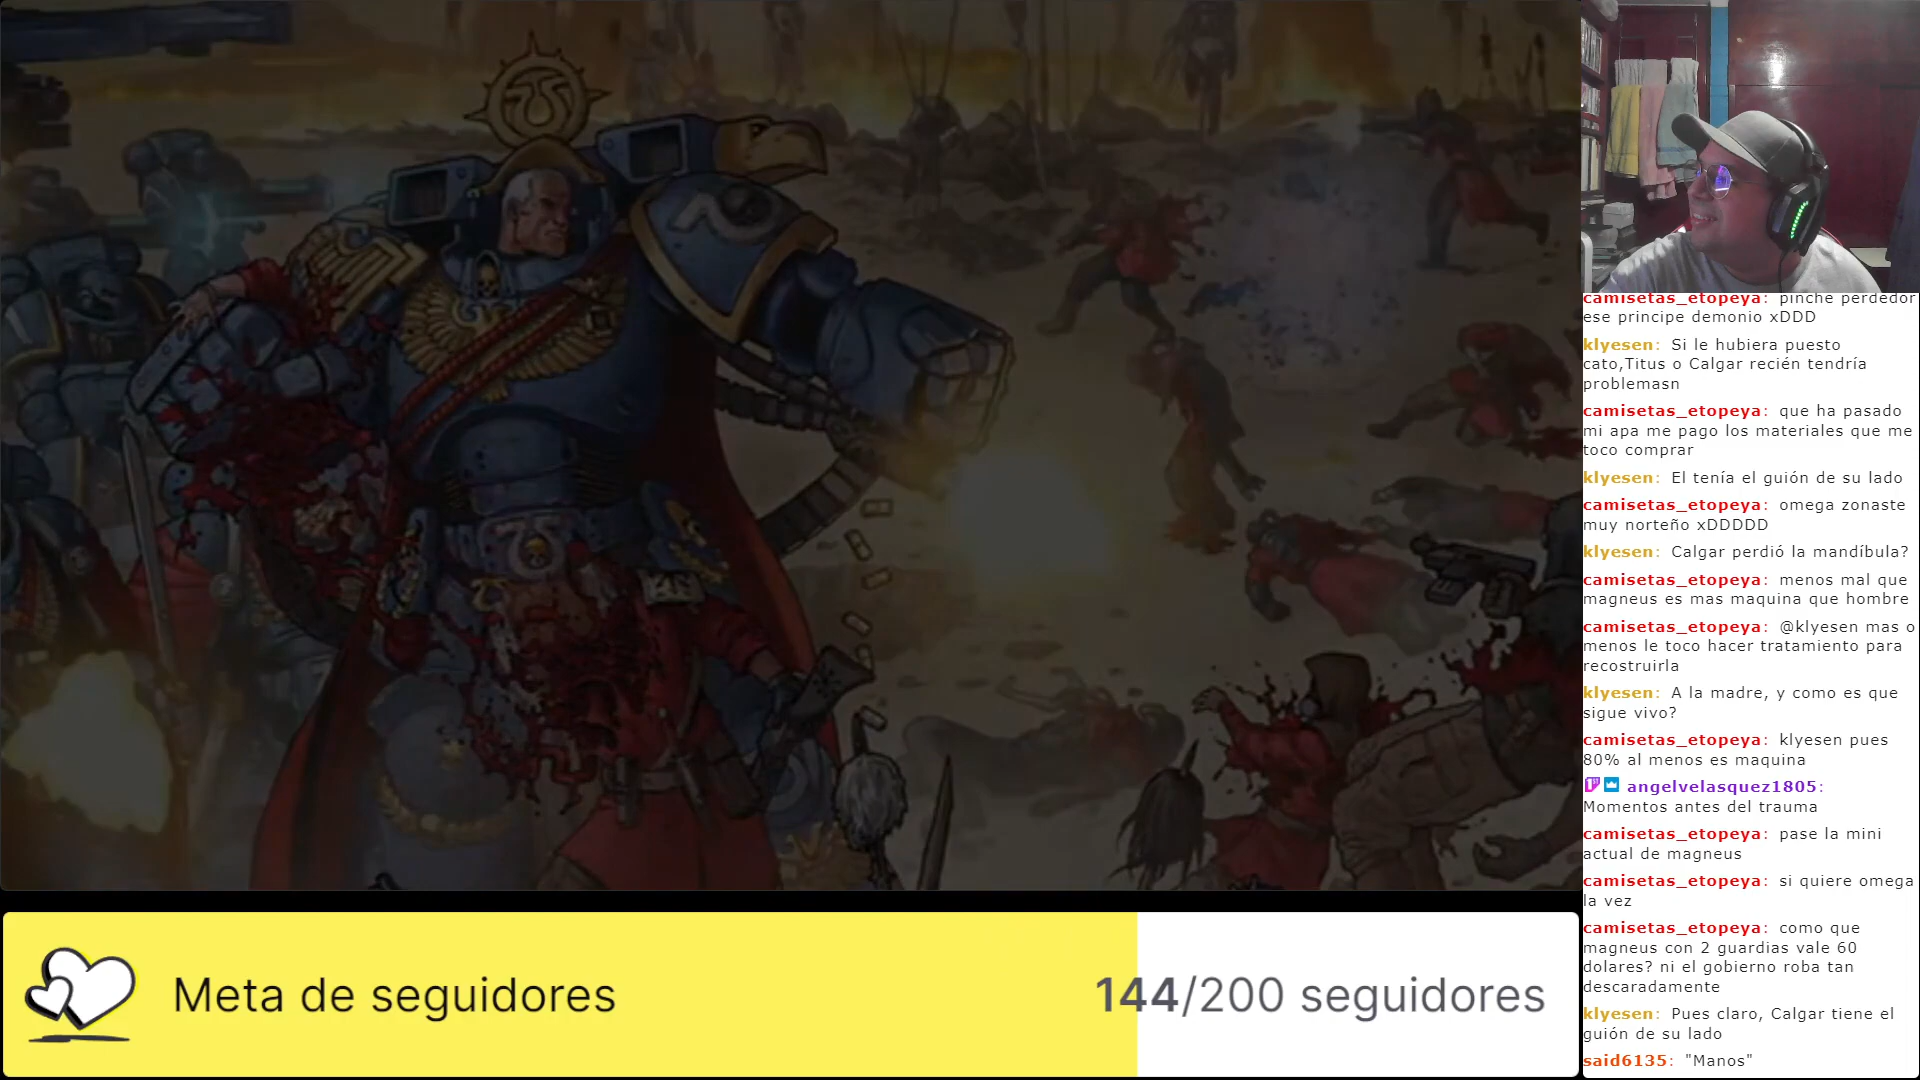 camisetas_etopeya: pinche perdedor
ese principe demonio xDDD
klyesen: Si le hubiera puesto
cato,Titus o Calgar recién tendría
problemasn
camisetas_etopeya: que ha pasado
mi apa me pago los materiales que me
toco comprar
klyesen: El tenía el guión de su lado
camisetas_etopeya: omega zonaste
muy norteño xDDDDD
klyesen: Calgar perdió la mandíbula?
camisetas_etopeya: menos mal que
magneus es mas maquina que hombre
camisetas_etopeya: @klyesen mas o
menos le toco hacer tratamiento para
recostruirla
klyesen: A la madre, y como es que
sigue vivo?
camisetas_etopeya: klyesen pues
80% al menos es maquina
angelvelasquez1805:
Momentos antes del trauma
camisetas_etopeya: pase la mini
actual de magneus
camisetas_etopeya: si quiere omega
la vez
camisetas_etopeya: como que
magneus con 2 guardias vale 60
dolares? ni el gobierno roba tan
descaradamente
klyesen: Pues claro, Calgar tiene el
guión de su lado
said6135: "Manos"
Meta de seguidores
144/200 seguidores